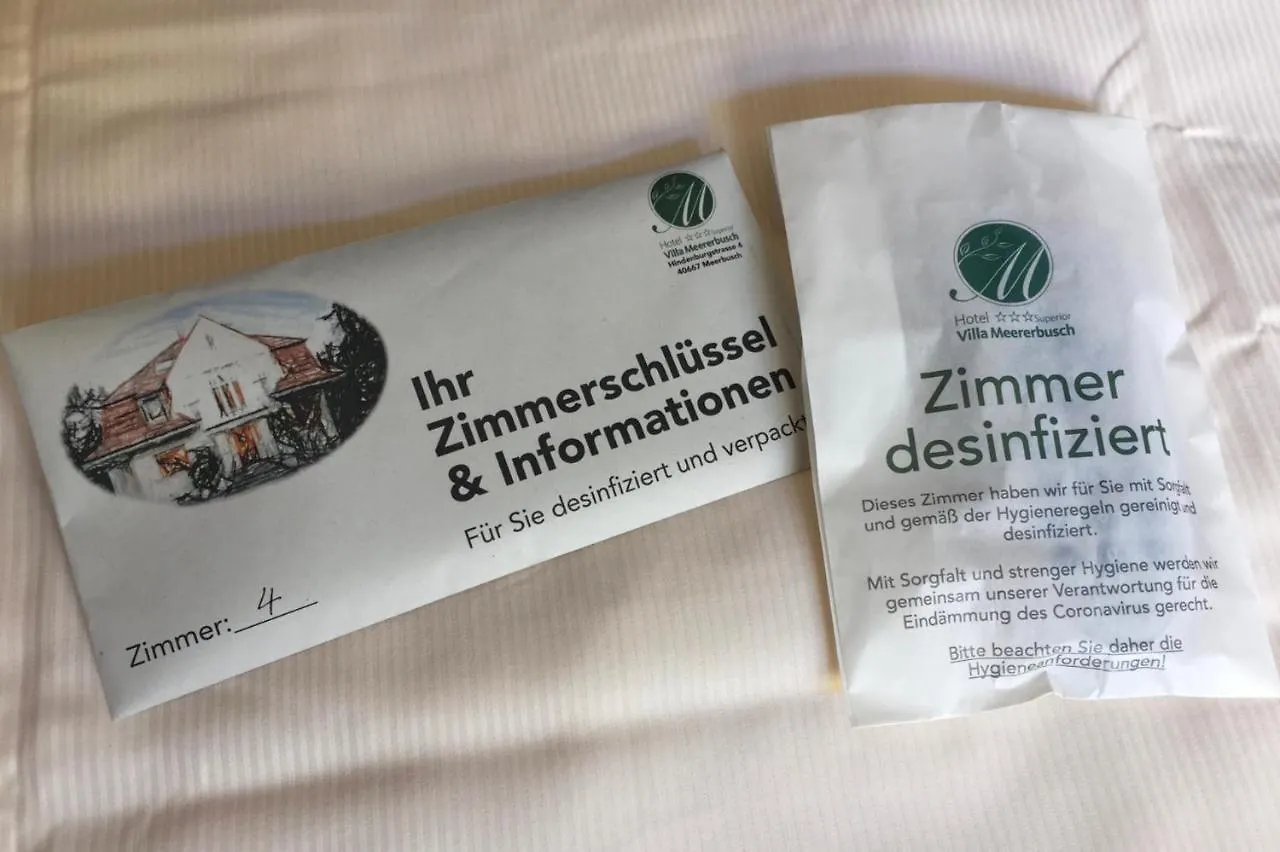 M
Hotel ☆☆☆ Superior
Villa Meererbusch
Hindenburgstrasse 4
40667 Meerbusch
Ihr
Zimmerschlüssel
& Informationen
Für Sie desinfiziert und verpackt
Zimmer: 4
M
Hotel ☆☆☆ Superior
Villa Meererbusch
Zimmer
desinfiziert
Dieses Zimmer haben wir für Sie mit Sorgfalt
und gemäß der Hygieneregeln gereinigt und
desinfiziert.
Mit Sorgfalt und strenger Hygiene werden wir
gemeinsam unserer Verantwortung für die
Eindämmung des Coronavirus gerecht.
Bitte beachten Sie daher die
Hygieneanforderungen!